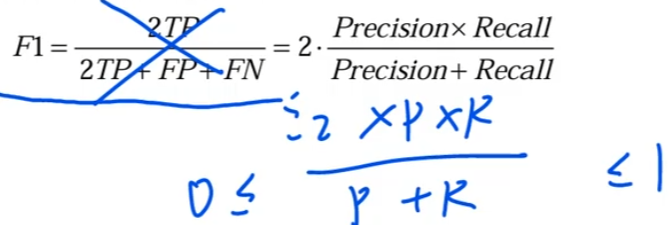 F1 = 2TP / (2TP + FP + FN) = 2 · (Precision × Recall) / (Precision + Recall)
2 × P × R
0 ≤ ——— ≤ 1
P + R